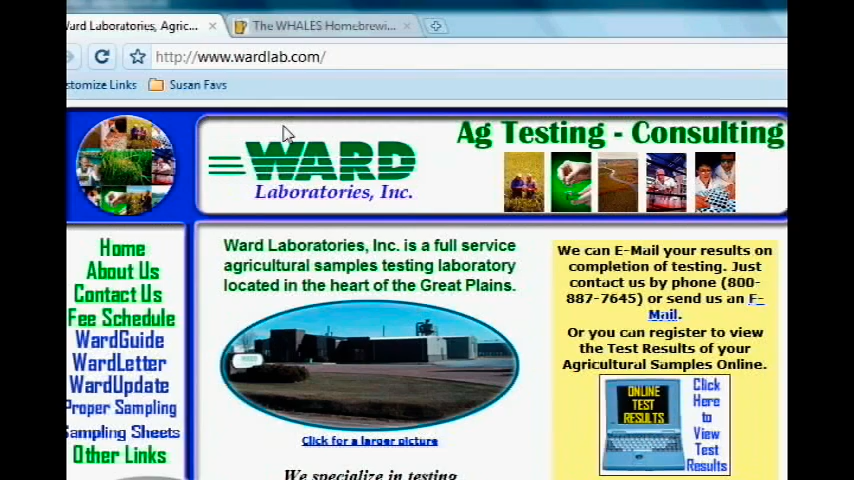 Ward Laboratories, Agric...
The WHALES Homebrewi...
http://www.wardlab.com/
stomize Links
Susan Favs
WARD
Laboratories, Inc.
Ag Testing - Consulting
Home
About Us
Contact Us
Fee Schedule
WardGuide
WardLetter
WardUpdate
Proper Sampling
Sampling Sheets
Other Links
Ward Laboratories, Inc. is a full service
agricultural samples testing laboratory
located in the heart of the Great Plains.
Click for a larger picture
We specialize in testing
We can E-Mail your results on
completion of testing. Just
contact us by phone (800-
887-7645) or send us an E-
Mail.
Or you can register to view
the Test Results of your
Agricultural Samples Online.
ONLINE
TEST
RESULTS
Click
Here
to
View
Test
Results